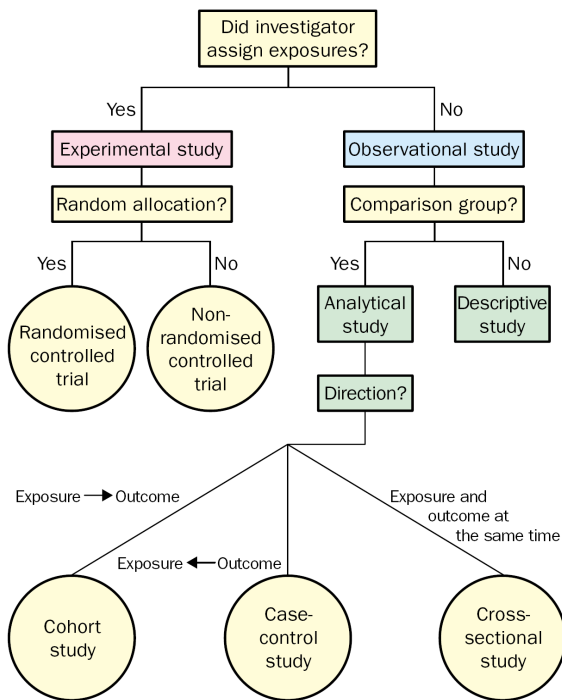 Did investigator
assign exposures?
Yes
No
Experimental study
Observational study
Random allocation?
Comparison group?
Yes
No
Yes
No
Randomised
controlled
trial
Non-
randomised
controlled
trial
Analytical
study
Descriptive
study
Direction?
Exposure → Outcome
Exposure and
outcome at
the same time
Exposure ← Outcome
Cohort
study
Case-
control
study
Cross-
sectional
study